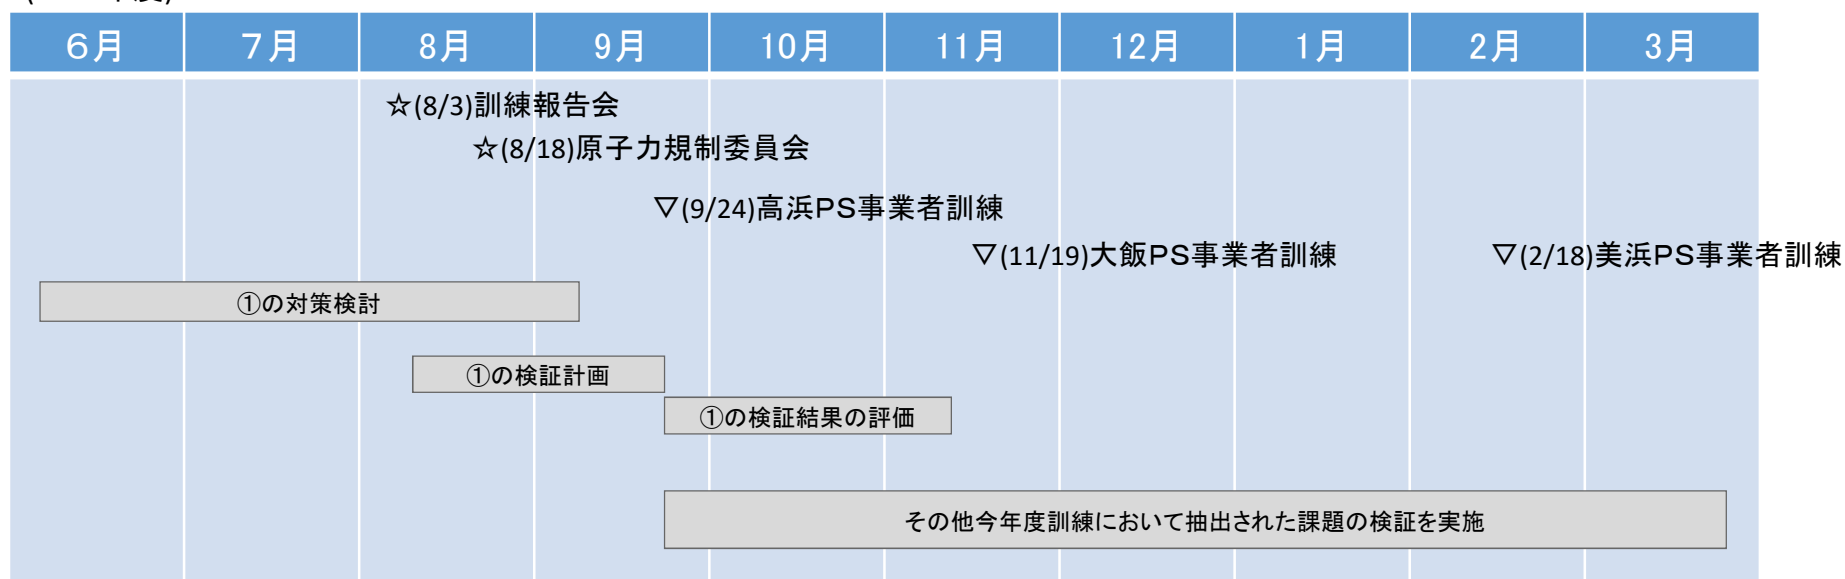 ６月 ７月 8月 9月 10月 11月 12月 1月 2月 3月
☆(8/3)訓練報告会
☆(8/18)原子力規制委員会
▽(9/24)高浜ＰＳ事業者訓練
▽(11/19)大飯ＰＳ事業者訓練 ▽(2/18)美浜ＰＳ事業者訓練
①の対策検討
①の検証計画
①の検証結果の評価
その他今年度訓練において抽出された課題の検証を実施